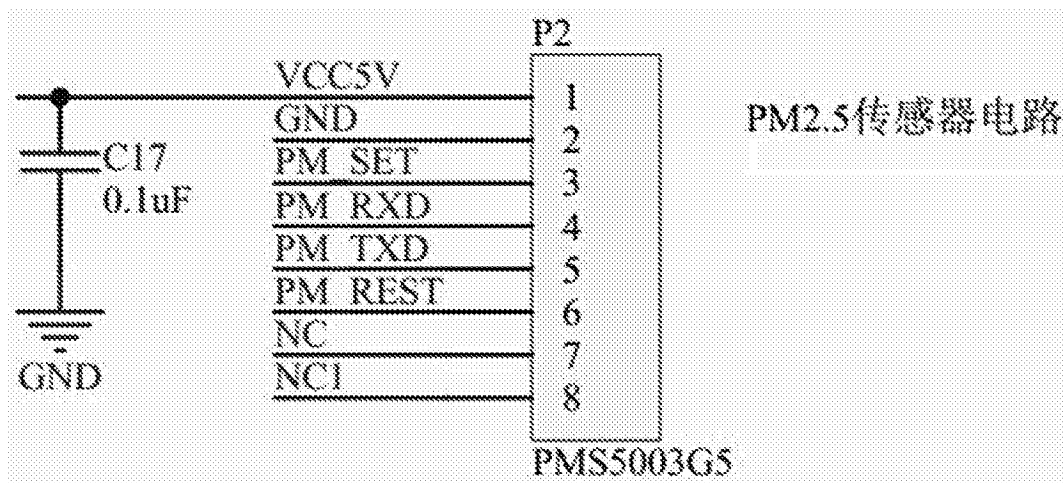 P2
VCC5V
1
GND
2
PM_SET
3
PM_RXD
4
PM_TXD
5
PM_REST
6
NC
7
NC1
8
C17
0.1uF
GND
PMS5003G5
PM2.5传感器电路